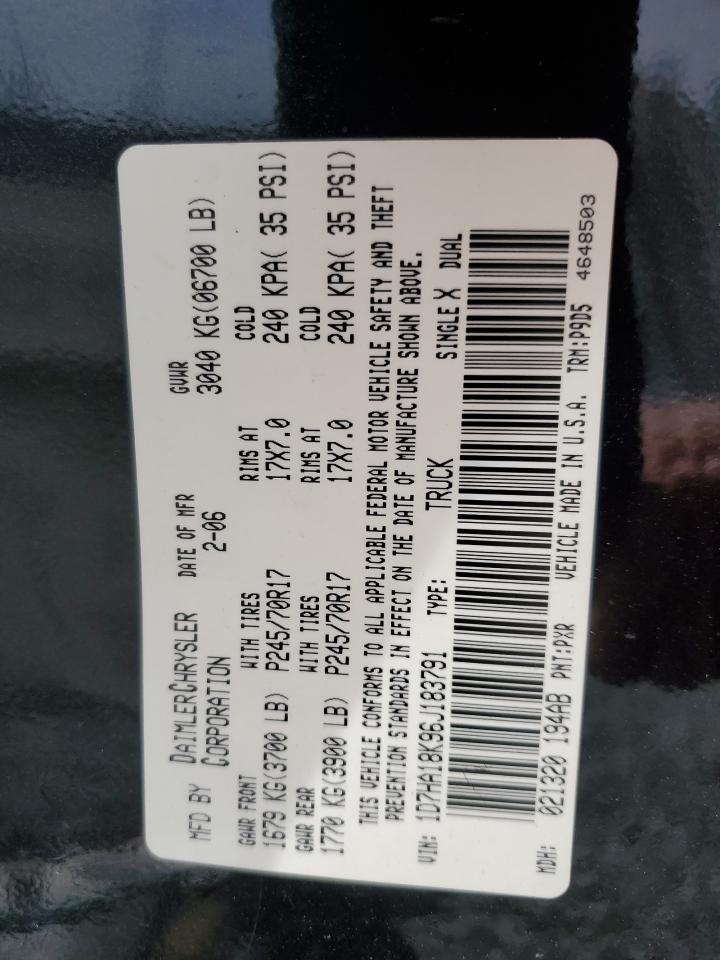 MFD BY DAIMLERCHRYSLER CORPORATION DATE OF MFR 2-06 GVWR 3040 KG(06700 LB)
GAWR FRONT WITH TIRES RIMS AT COLD
1679 KG(3700 LB) P245/70R17 17X7.0 240 KPA( 35 PSI)
GAWR REAR WITH TIRES RIMS AT COLD
1770 KG(3900 LB) P245/70R17 17X7.0 240 KPA( 35 PSI)
THIS VEHICLE CONFORMS TO ALL APPLICABLE FEDERAL MOTOR VEHICLE SAFETY AND THEFT
PREVENTION STANDARDS IN EFFECT ON THE DATE OF MANUFACTURE SHOWN ABOVE.
VIN: 1D7HA18K96J183791 TYPE: TRUCK SINGLE X DUAL
MDH: 021320 194AB PNT:PXR VEHICLE MADE IN U.S.A. TRM:P9D5 4648503